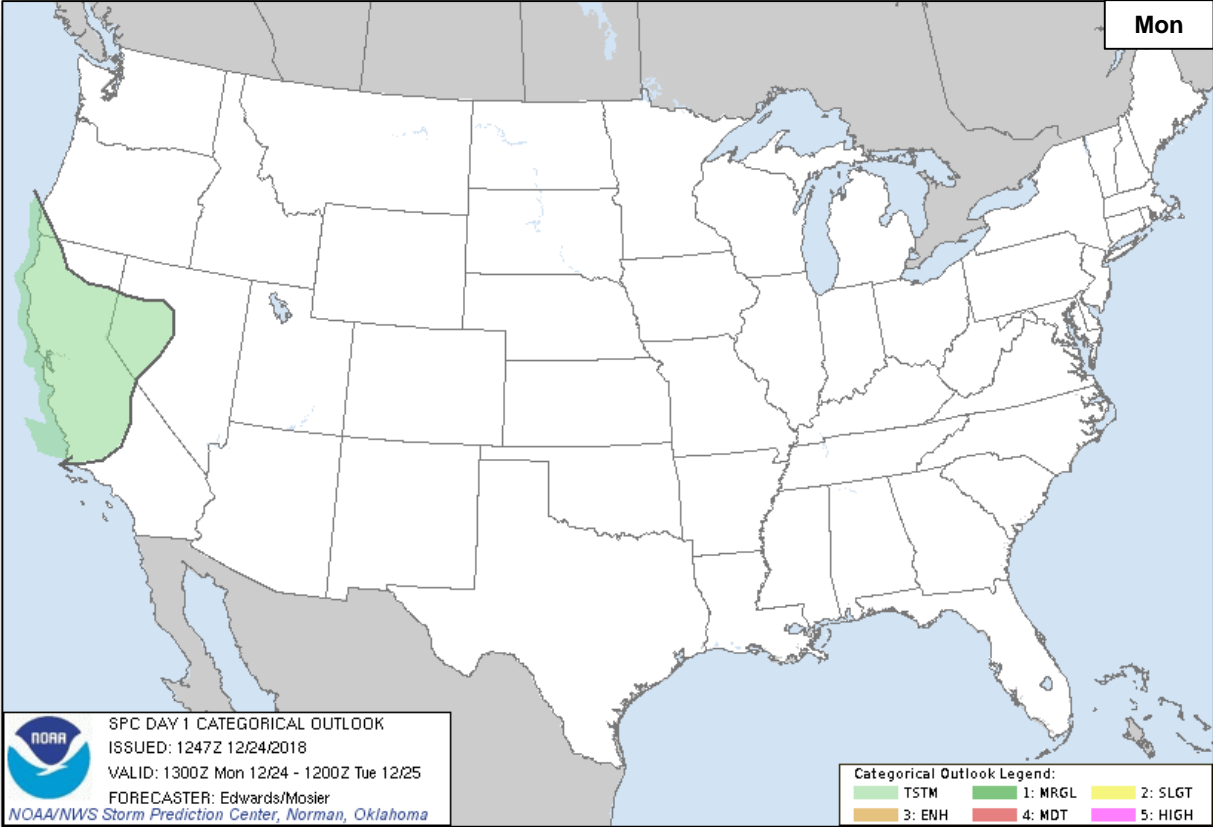 Mon
NOAA
SPC DAY 1 CATEGORICAL OUTLOOK
ISSUED: 1247Z 12/24/2018
VALID: 1300Z Mon 12/24 - 1200Z Tue 12/25
FORECASTER: Edwards/Mosier
NOAA/NWS Storm Prediction Center, Norman, Oklahoma
Categorical Outlook Legend:
TSTM 1: MRGL 2: SLGT
3: ENH 4: MDT 5: HIGH